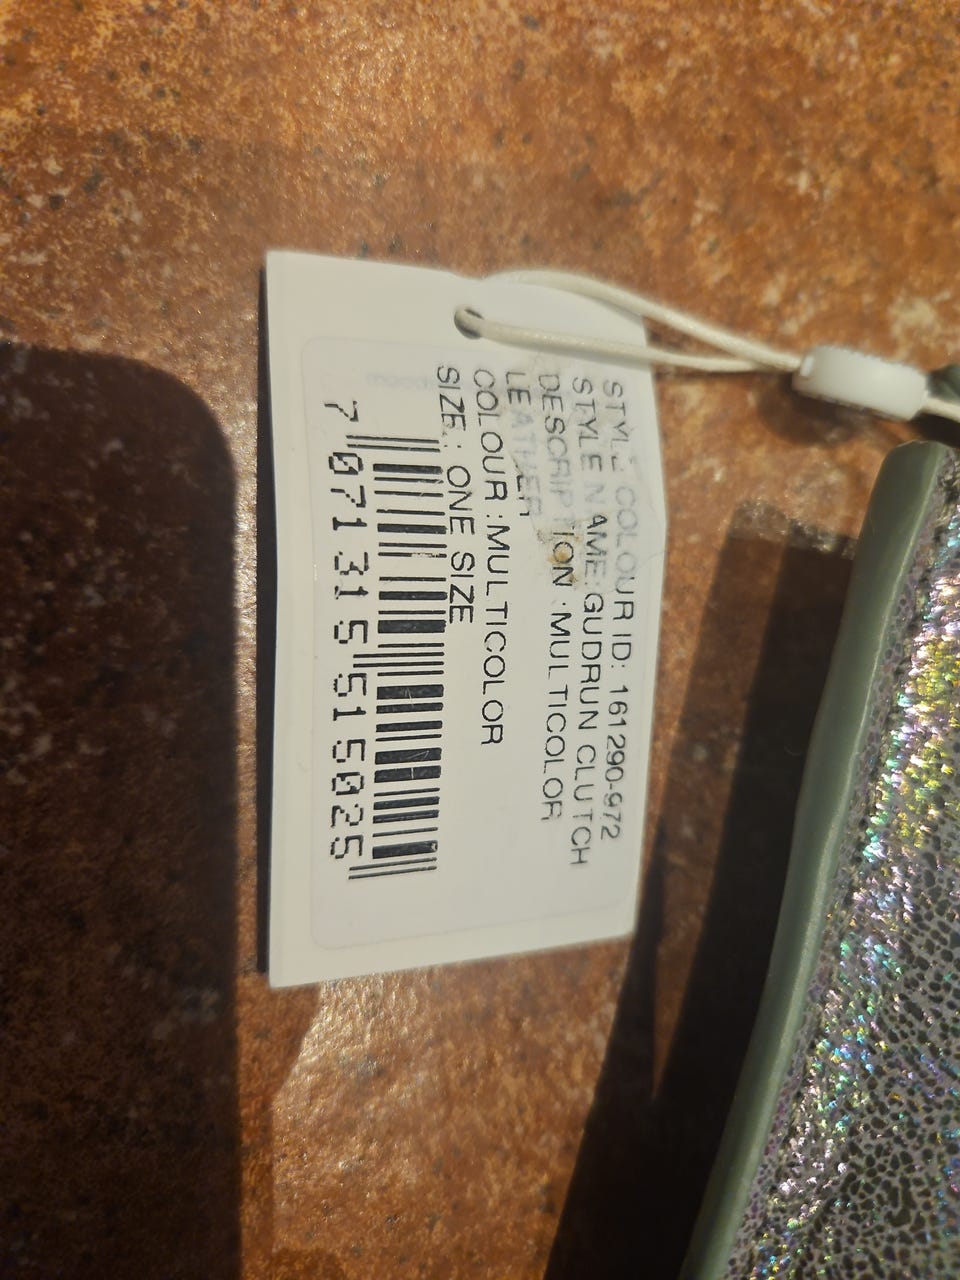 STYLE COLOUR ID: 161290-972
STYLE NAME:GUDRUN CLUTCH
DESCRIPTION :MULTICOLOR
LEATHER
COLOUR :MULTICOLOR
SIZE: ONE SIZE
7 071315 515025